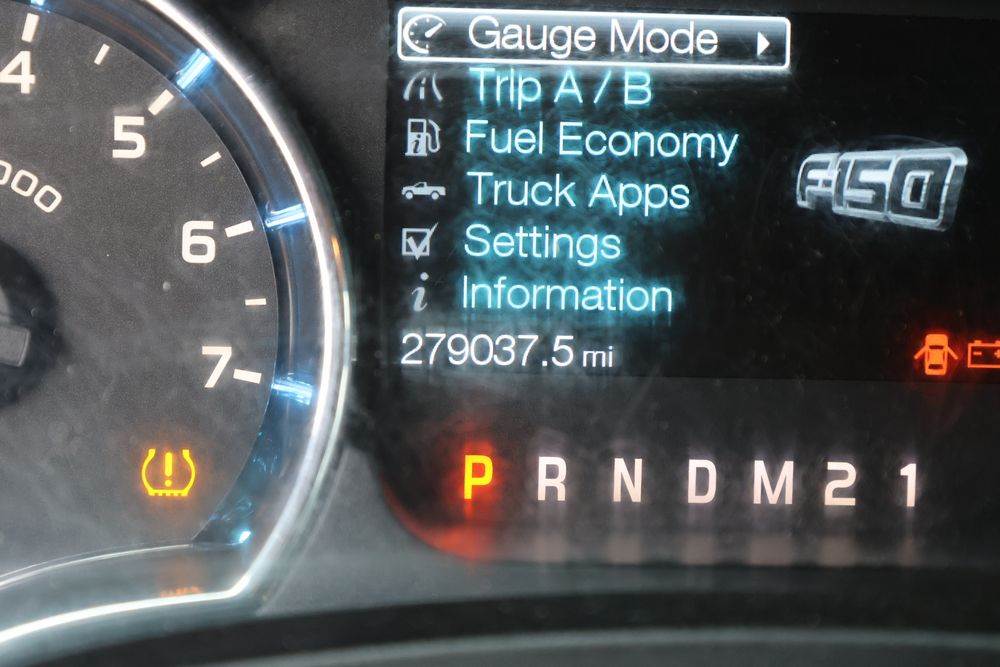 4
5
6
7
Gauge Mode
Trip A / B
Fuel Economy
Truck Apps
Settings
Information
279037.5 mi
F150
P R N D M 2 1